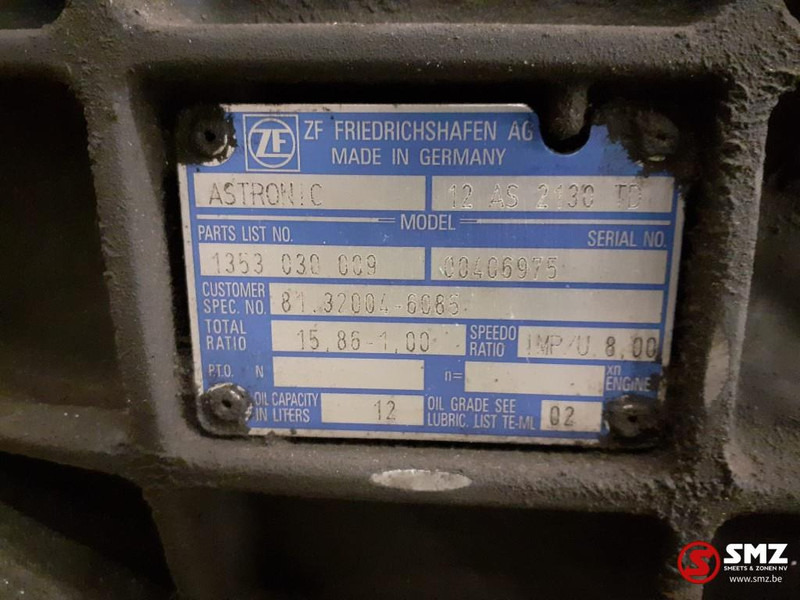 ZF
ZF FRIEDRICHSHAFEN AG
MADE IN GERMANY
ASTRONIC 12 AS 2130 TD
MODEL
PARTS LIST NO. SERIAL NO.
1353 030 009 00406975
CUSTOMER
SPEC. NO. 81.32004-6085
TOTAL
RATIO 15,86-1,00 SPEEDO
RATIO IMP/U 8,00
P.T.O. N n= xn
ENGINE
OIL CAPACITY
IN LITERS 12 OIL GRADE SEE
LUBRIC. LIST TE-ML 02
SMZ
SMEETS & ZONEN NV
www.smz.be